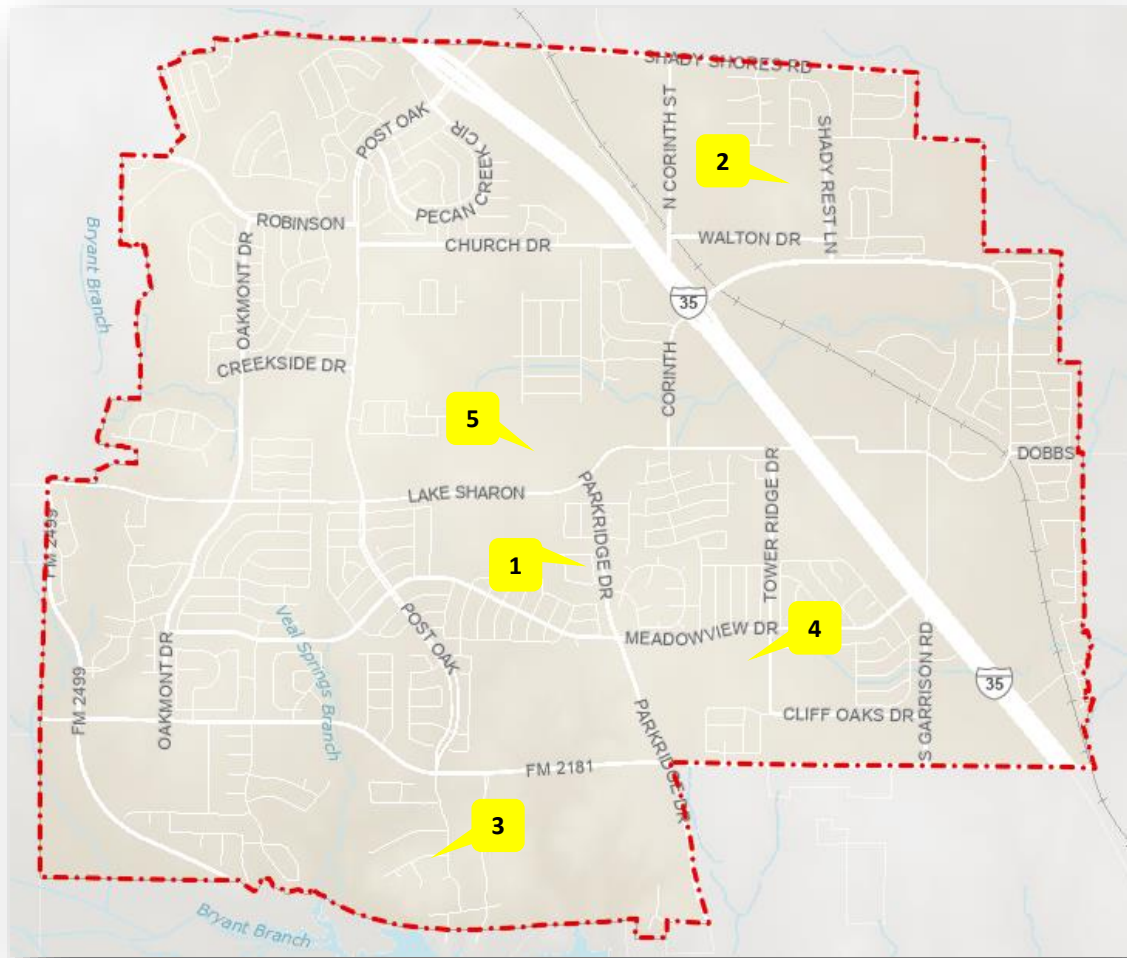 SHADY SHORES RD
POST OAK
N CORINTH ST
SHADY REST LN
2
PECAN CREEK CIR
ROBINSON
CHURCH DR
WALTON DR
Bryant Branch
OAKMONT DR
35
CREEKSIDE DR
CORINTH
5
DOBBS
LAKE SHARON
PARKRIDGE DR
TOWER RIDGE DR
FM 2499
1
POST OAK
MEADOWVIEW DR
4
Veal Springs Branch
OAKMONT DR
FM 2499
S GARRISON RD
35
CLIFF OAKS DR
PARKRIDGE DR
FM 2181
3
Bryant Branch